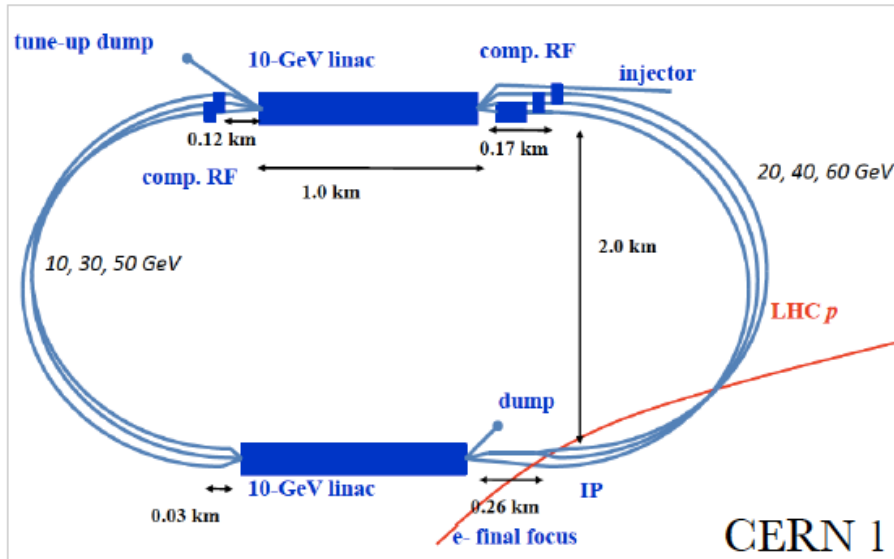 tune-up dump
10-GeV linac
comp. RF
injector
0.12 km
0.17 km
comp. RF
1.0 km
20, 40, 60 GeV
10, 30, 50 GeV
2.0 km
LHC p
dump
10-GeV linac
IP
0.03 km
0.26 km
e- final focus
CERN 1